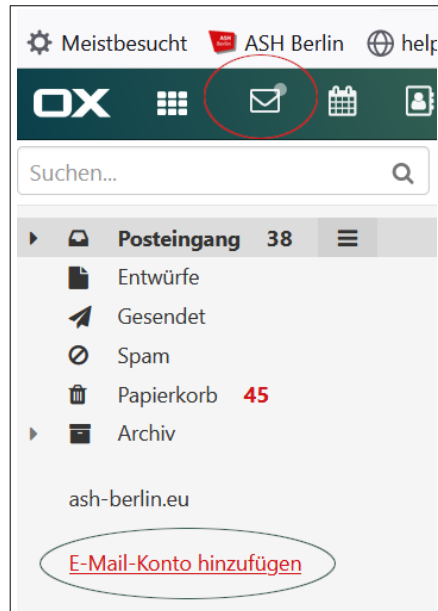 Meistbesucht ASH Berlin help
OX
Suchen...
Posteingang 38
Entwürfe
Gesendet
Spam
Papierkorb 45
Archiv
ash-berlin.eu
E-Mail-Konto hinzufügen